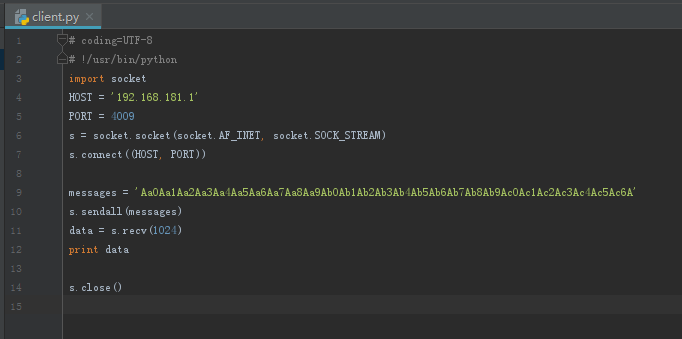 client.py
1 # coding=UTF-8
2 # !/usr/bin/python
3 import socket
4 HOST = '192.168.181.1'
5 PORT = 4009
6 s = socket.socket(socket.AF_INET, socket.SOCK_STREAM)
7 s.connect((HOST, PORT))
8
9 messages = 'Aa0Aa1Aa2Aa3Aa4Aa5Aa6Aa7Aa8Aa9Ab0Ab1Ab2Ab3Ab4Ab5Ab6Ab7Ab8Ab9Ac0Ac1Ac2Ac3Ac4Ac5Ac6A'
10 s.sendall(messages)
11 data = s.recv(1024)
12 print data
13
14 s.close()
15